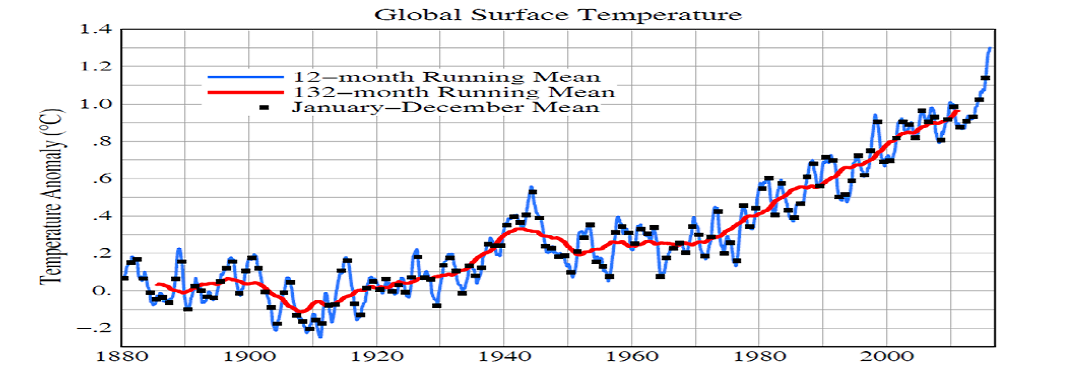 Global Surface Temperature
Temperature Anomaly (°C)
1.4
1.2
1.0
.8
.6
.4
.2
0.
−.2
12−month Running Mean
132−month Running Mean
January−December Mean
1880 1900 1920 1940 1960 1980 2000